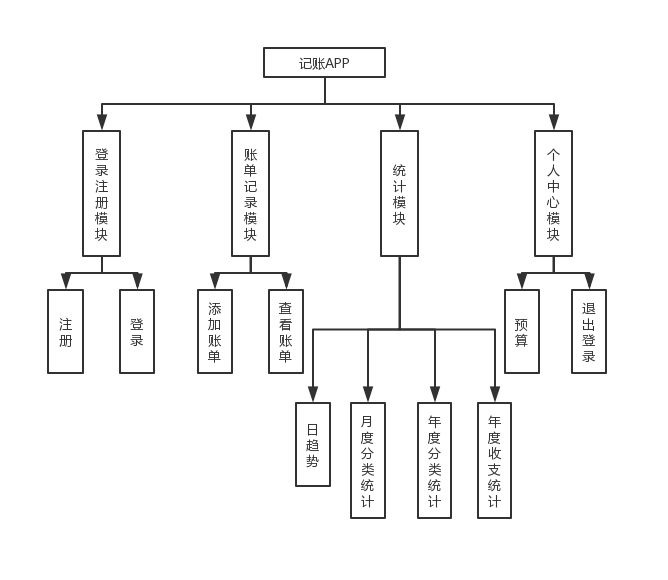 记账APP
登录注册模块
账单记录模块
统计模块
个人中心模块
注册
登录
添加账单
查看账单
预算
退出登录
日趋势
月度分类统计
年度分类统计
年度收支统计